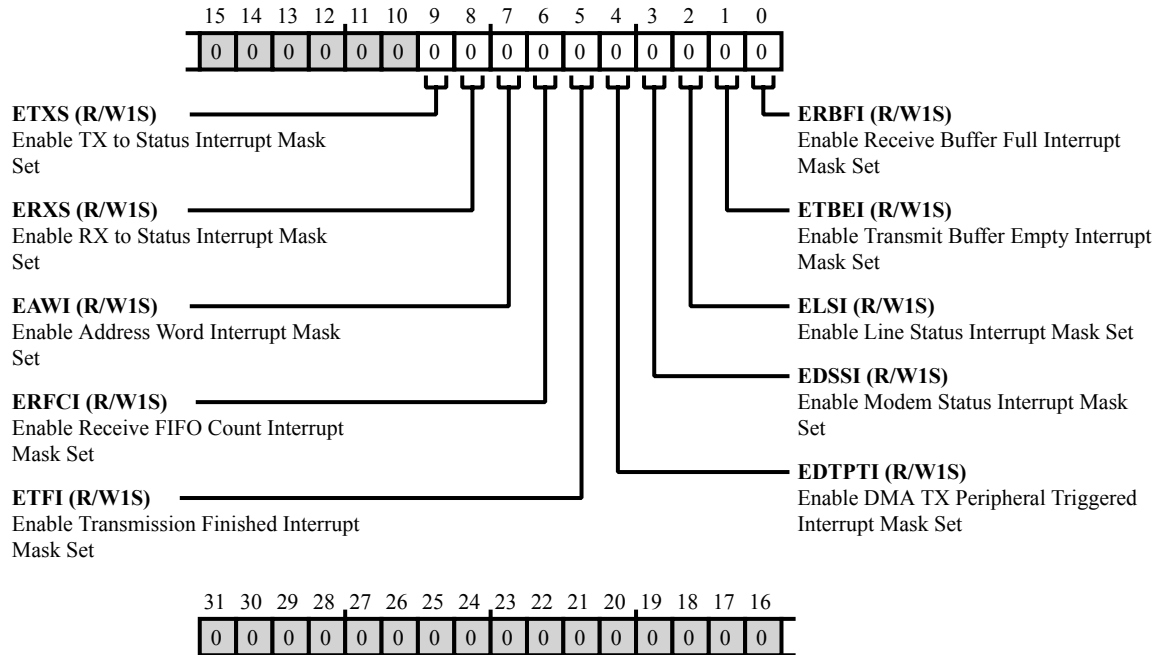 15 14 13 12 11 10 9 8 7 6 5 4 3 2 1 0
0 0 0 0 0 0 0 0 0 0 0 0 0 0 0 0
ETXS (R/W1S)
Enable TX to Status Interrupt Mask
Set
ERXS (R/W1S)
Enable RX to Status Interrupt Mask
Set
EAWI (R/W1S)
Enable Address Word Interrupt Mask
Set
ERFCI (R/W1S)
Enable Receive FIFO Count Interrupt
Mask Set
ETFI (R/W1S)
Enable Transmission Finished Interrupt
Mask Set
ERBFI (R/W1S)
Enable Receive Buffer Full Interrupt
Mask Set
ETBEI (R/W1S)
Enable Transmit Buffer Empty Interrupt
Mask Set
ELSI (R/W1S)
Enable Line Status Interrupt Mask Set
EDSSI (R/W1S)
Enable Modem Status Interrupt Mask
Set
EDTPTI (R/W1S)
Enable DMA TX Peripheral Triggered
Interrupt Mask Set
31 30 29 28 27 26 25 24 23 22 21 20 19 18 17 16
0 0 0 0 0 0 0 0 0 0 0 0 0 0 0 0